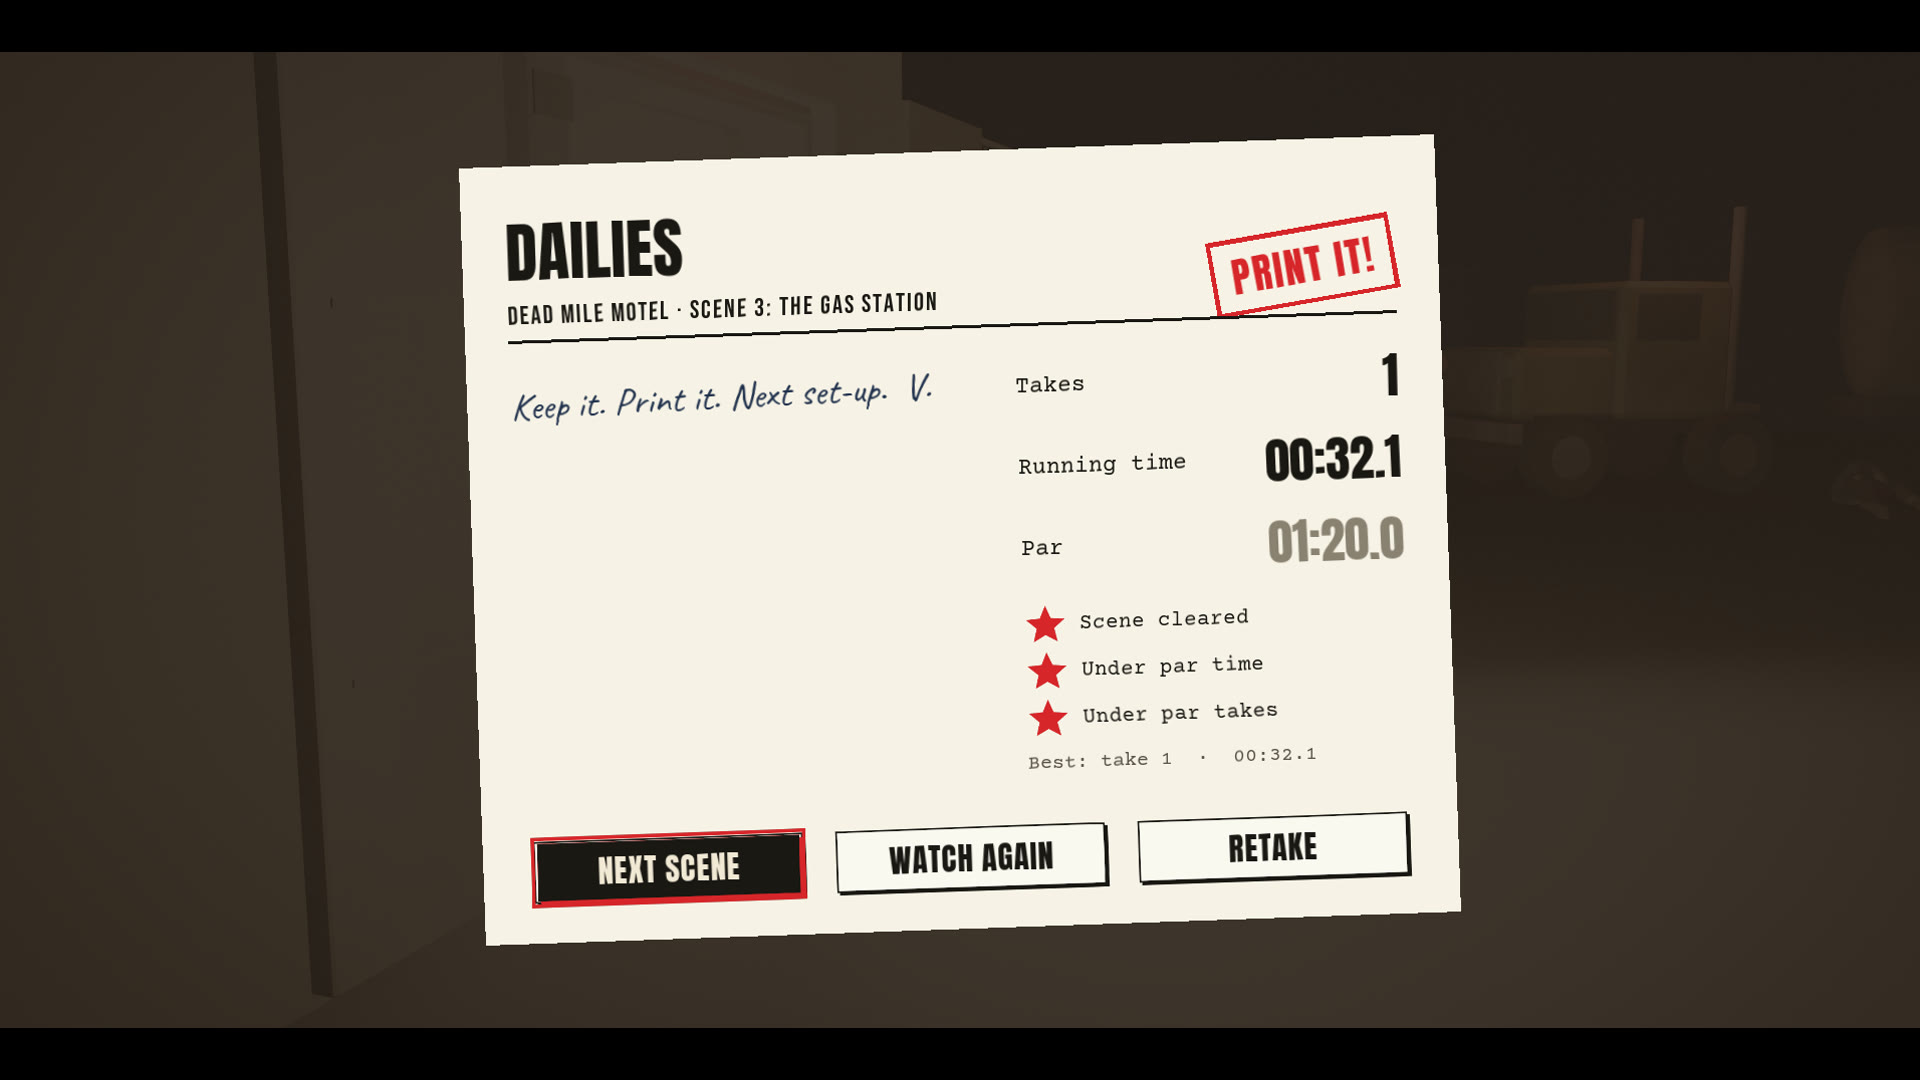 DAILIES
PRINT IT!
DEAD MILE MOTEL · SCENE 3: THE GAS STATION
Keep it. Print it. Next set-up. V.
Takes 1
Running time 00:32.1
Par 01:20.0
Scene cleared
Under par time
Under par takes
Best: take 1 · 00:32.1
NEXT SCENE
WATCH AGAIN
RETAKE